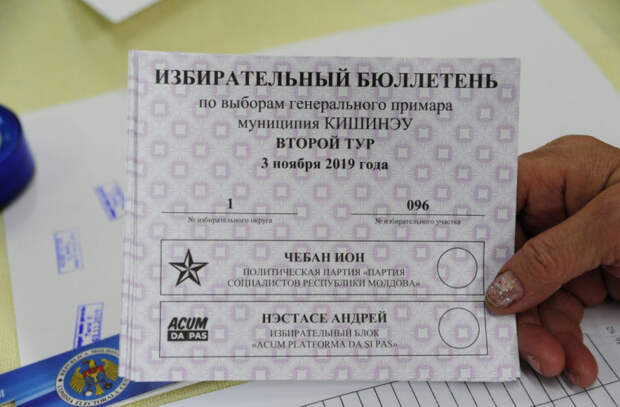 ИЗБИРАТЕЛЬНЫЙ БЮЛЛЕТЕНЬ
по выборам генерального примара
муниципия КИШИНЭУ
ВТОРОЙ ТУР
3 ноября 2019 года
1 096
№ избирательного округа № избирательного участка
ЧЕБАН ИОН
ПОЛИТИЧЕСКАЯ ПАРТИЯ «ПАРТИЯ
СОЦИАЛИСТОВ РЕСПУБЛИКИ МОЛДОВА»
ACUM
DA PAS
НЭСТАСЕ АНДРЕЙ
ИЗБИРАТЕЛЬНЫЙ БЛОК
«ACUM PLATFORMA DA ȘI PAS»
REPUBLICA MOLDOVA